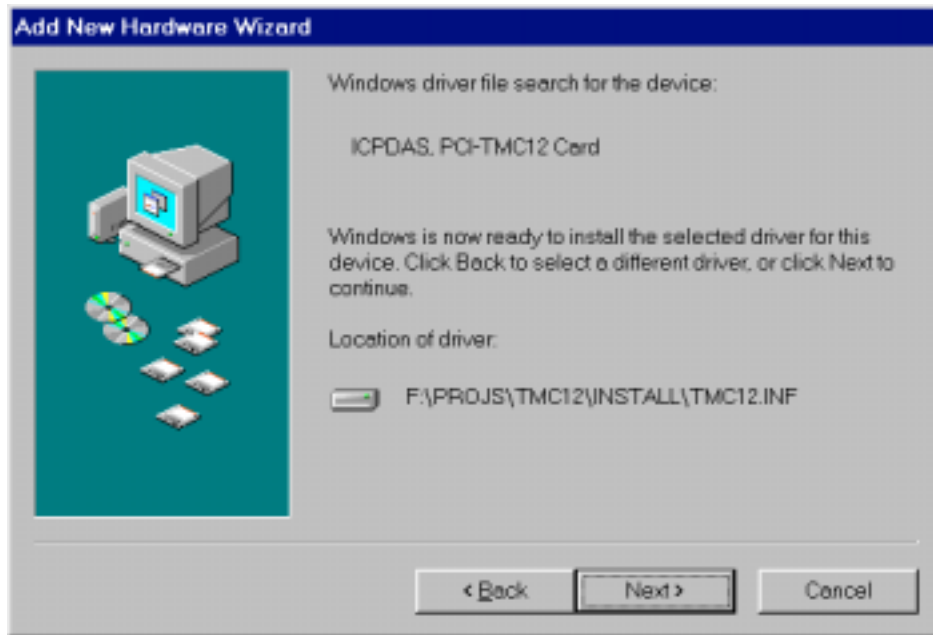 Add New Hardware Wizard
Windows driver file search for the device:
ICPDAS, PCI-TMC12 Card
Windows is now ready to install the selected driver for this
device. Click Back to select a different driver, or click Next to
continue.
Location of driver:
F:\PROJS\TMC12\INSTALL\TMC12.INF
< Back
Next >
Cancel